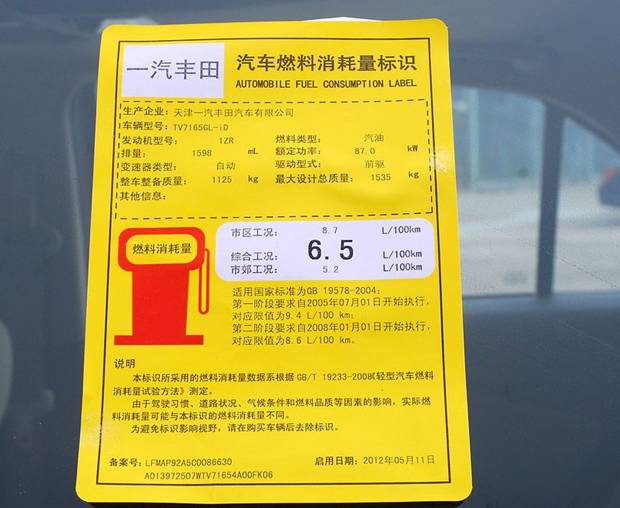 一汽丰田
汽车燃料消耗量标识
AUTOMOBILE FUEL CONSUMPTION LABEL
生产企业: 天津一汽丰田汽车有限公司
车辆型号: TV7165GL-iD
发动机型号: 1ZR 燃料类型: 汽油
排量: 1598 mL 额定功率: 87.0 kW
变速器类型: 自动 驱动型式: 前驱
整车整备质量: 1125 kg 最大设计总质量: 1535 kg
其他信息:
燃料消耗量
市区工况: 8.7 L/100km
综合工况: 6.5 L/100km
市郊工况: 5.2 L/100km
适用国家标准为GB 19578-2004:
第一阶段要求自2005年07月01日开始执行,
对应限值为9.4 L/100 km;
第二阶段要求自2008年01月01日开始执行,
对应限值为8.6 L/100 km。
说明
本标识所采用的燃料消耗量数据系根据 GB/T 19233-2008《轻型汽车燃料
消耗量试验方法》测定。
由于驾驶习惯、道路状况、气候条件和燃料品质等因素的影响, 实际燃
料消耗量可能与本标识的燃料消耗量不同。
为避免标识影响视野, 请在购买车辆后去除标识。
备案号: LFMAP92A5C0086630 启用日期: 2012年05月11日
A013972507WTV71654A00FK06